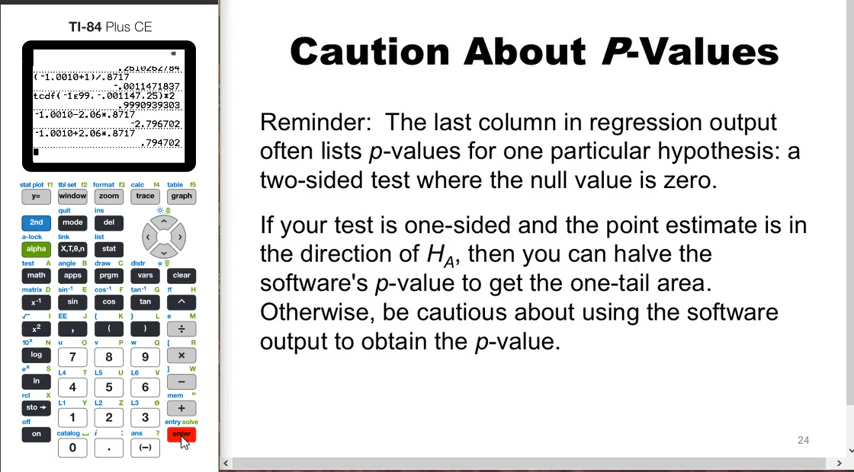 TI-84 Plus CE
.2610262784
(-1.0010+1)/.8717
-.0011471837
tcdf(-1ᴇ99,-.001147,25)*2
.9990939303
-1.0010-2.06*.8717
-2.796702
-1.0010+2.06*.8717
.794702
stat plot f1 tbl set f2 format f3 calc f4 table f5
y= window zoom trace graph
quit ins
2nd mode del
a-lock link list
alpha X,T,θ,n stat
test A angle B draw C distr
math apps prgm vars clear
matrix D sin⁻¹ E cos⁻¹ F tan⁻¹ G π H
x⁻¹ sin cos tan ^
√ I EE J { K } L e M
x² , ( ) ÷
10ˣ N u O v P w Q [ R
log 7 8 9 ×
eˣ S L4 T L5 U L6 V ] W
ln 4 5 6 −
rcl X L1 Y L2 Z L3 θ mem "
sto→ 1 2 3 +
off catalog i : ans ? entry solve
on 0 . (-) enter
Caution About P-Values
Reminder: The last column in regression output
often lists p-values for one particular hypothesis: a
two-sided test where the null value is zero.
If your test is one-sided and the point estimate is in
the direction of H_A, then you can halve the
software's p-value to get the one-tail area.
Otherwise, be cautious about using the software
output to obtain the p-value.
24